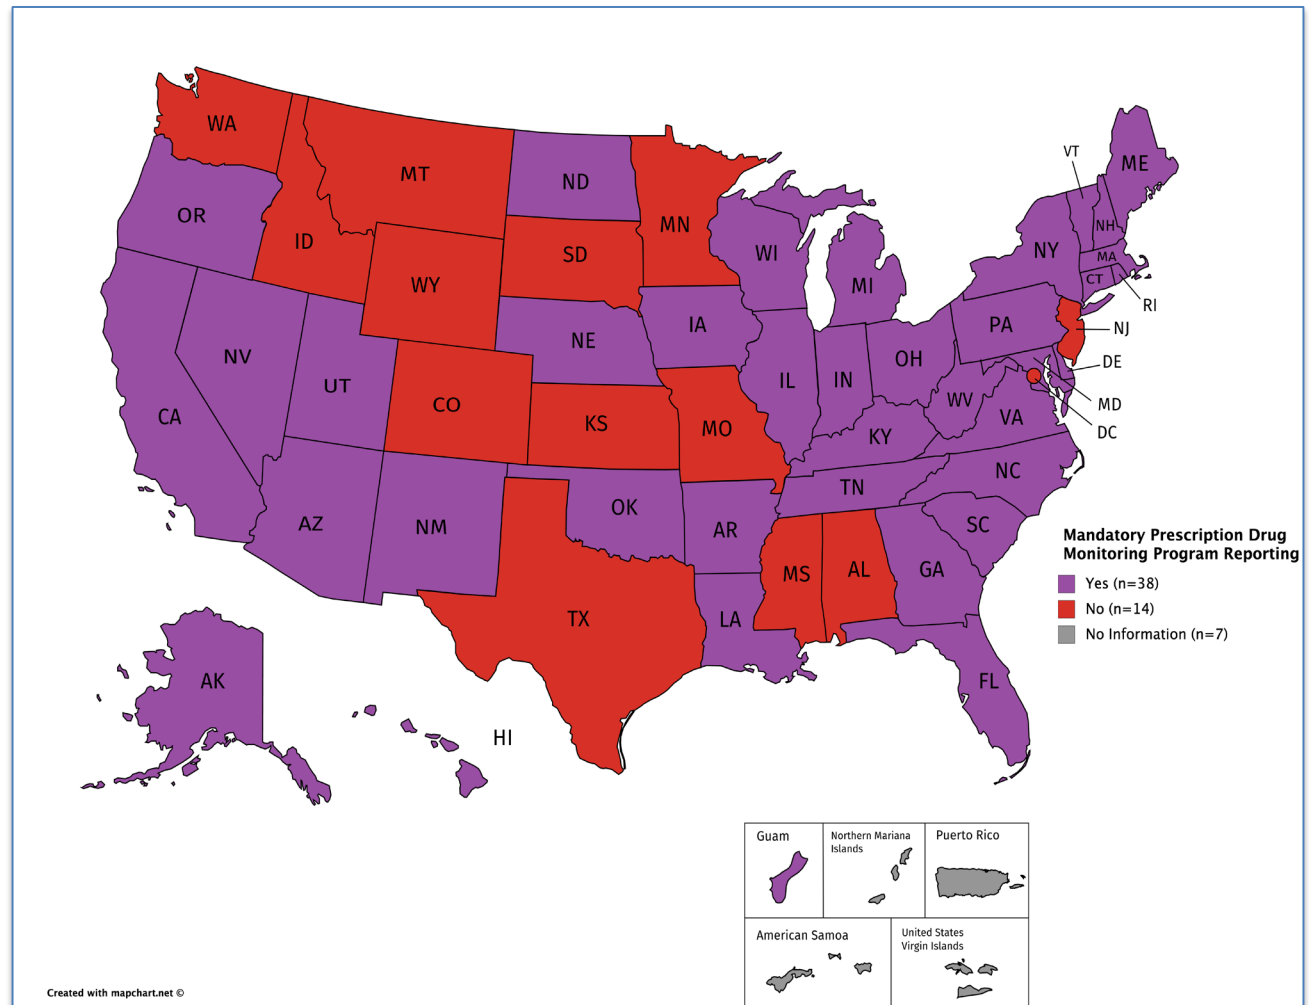 WA
MT
ND
MN
VT
ME
OR
ID
SD
WI
NY
NH
MA
CT
WY
MI
RI
IA
PA
NJ
NE
NV
UT
OH
DE
IL
IN
CO
WV
MD
CA
KS
MO
VA
DC
KY
NC
TN
OK
AZ
NM
AR
SC
Mandatory Prescription Drug
Monitoring Program Reporting
MS
AL
GA
Yes (n=38)
No (n=14)
TX
LA
No Information (n=7)
AK
FL
HI
Guam
Northern Mariana
Islands
Puerto Rico
American Samoa
United States
Virgin Islands
Created with mapchart.net ©